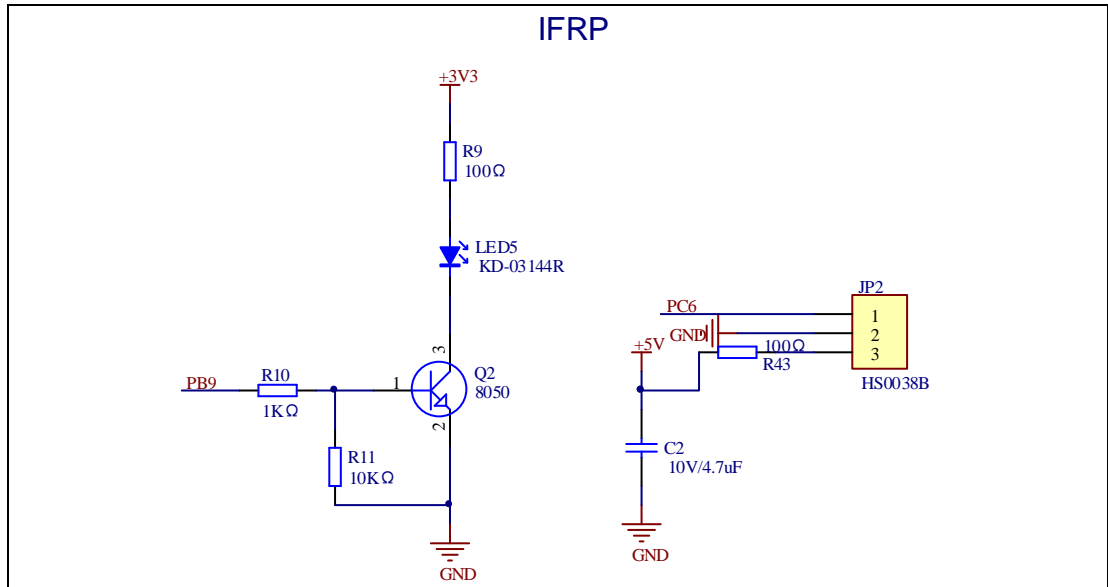 IFRP
+3V3
R9
100Ω
LED5
KD-03144R
3
Q2
8050
1
2
PB9
R10
1KΩ
R11
10KΩ
GND
JP2
PC6
1
GND
2
+5V
100Ω
3
R43
HS0038B
C2
10V/4.7uF
GND